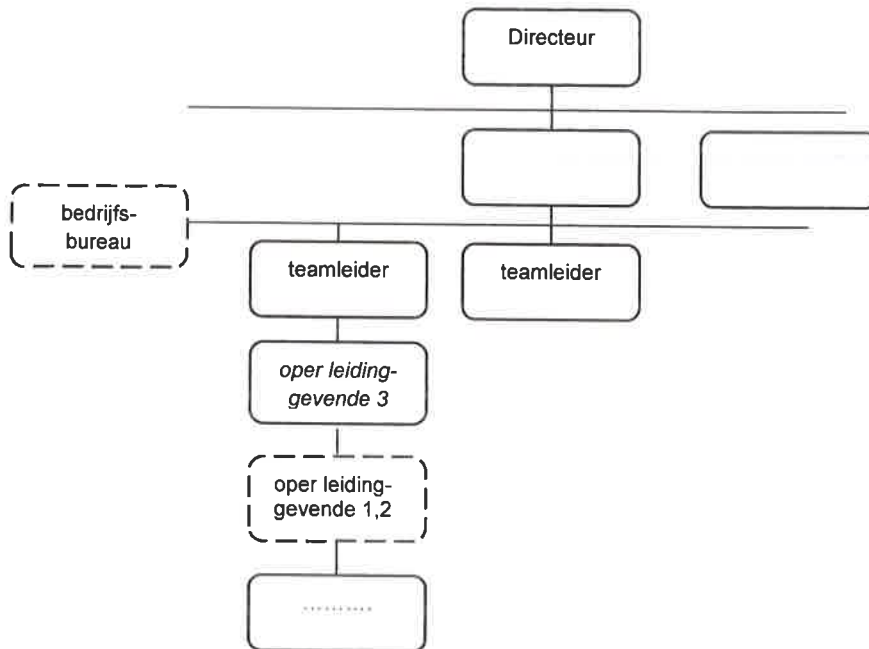 Directeur
bedrijfs-
bureau
teamleider
teamleider
oper leiding-
gevende 3
oper leiding-
gevende 1,2
..........